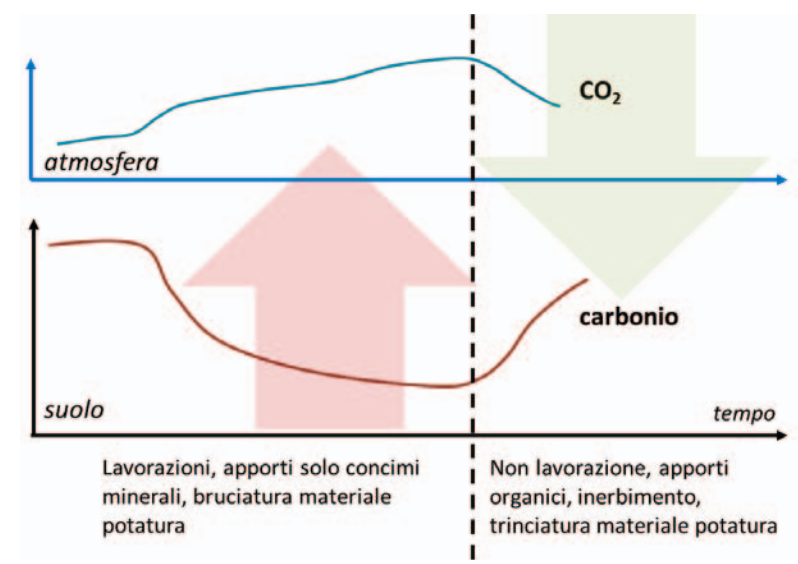 CO₂
atmosfera
carbonio
suolo
tempo
Lavorazioni, apporti solo concimi
minerali, bruciatura materiale
potatura
Non lavorazione, apporti
organici, inerbimento,
trinciatura materiale potatura